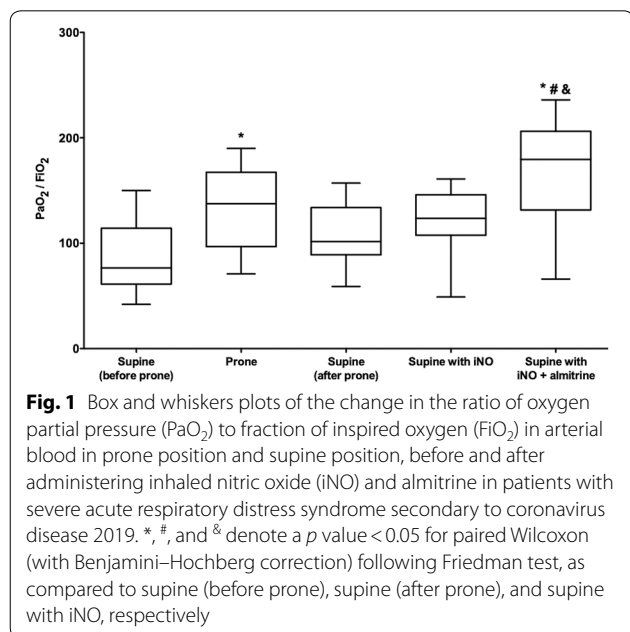 300
* # &
200
*
PaO₂ / FiO₂
100
0
Supine Prone Supine Supine with iNO Supine with
(before prone) (after prone) iNO + almitrine
Fig. 1 Box and whiskers plots of the change in the ratio of oxygen
partial pressure (PaO₂) to fraction of inspired oxygen (FiO₂) in arterial
blood in prone position and supine position, before and after
administering inhaled nitric oxide (iNO) and almitrine in patients with
severe acute respiratory distress syndrome secondary to coronavirus
disease 2019. *, #, and & denote a p value < 0.05 for paired Wilcoxon
(with Benjamini–Hochberg correction) following Friedman test, as
compared to supine (before prone), supine (after prone), and supine
with iNO, respectively